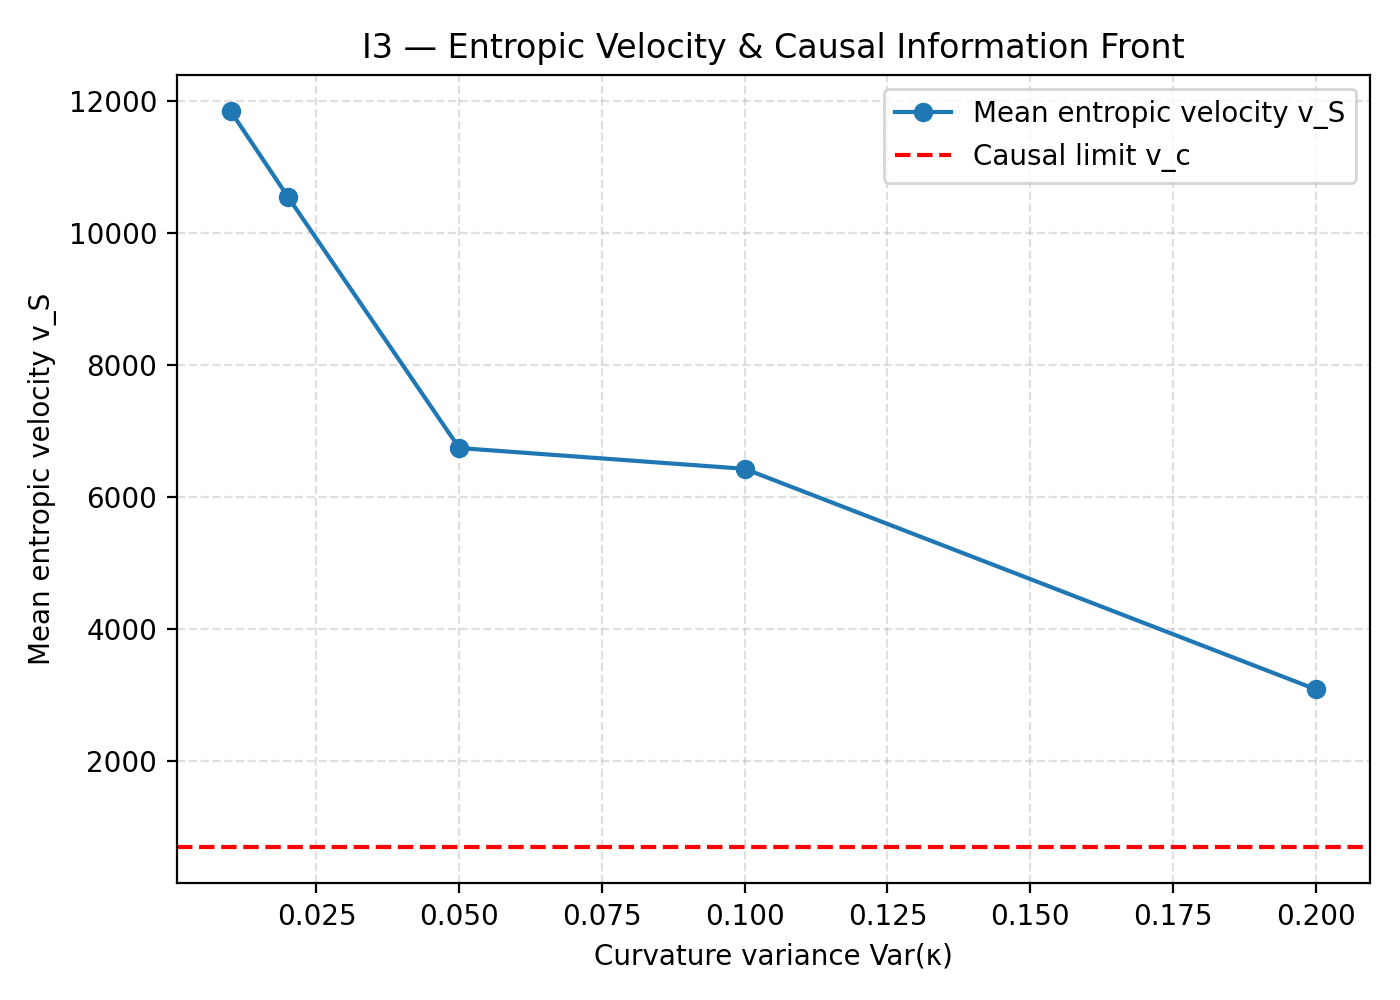 I3 — Entropic Velocity & Causal Information Front
Mean entropic velocity v_S
Causal limit v_c
12000
10000
8000
6000
4000
2000
Mean entropic velocity v_S
0.025 0.050 0.075 0.100 0.125 0.150 0.175 0.200
Curvature variance Var(κ)